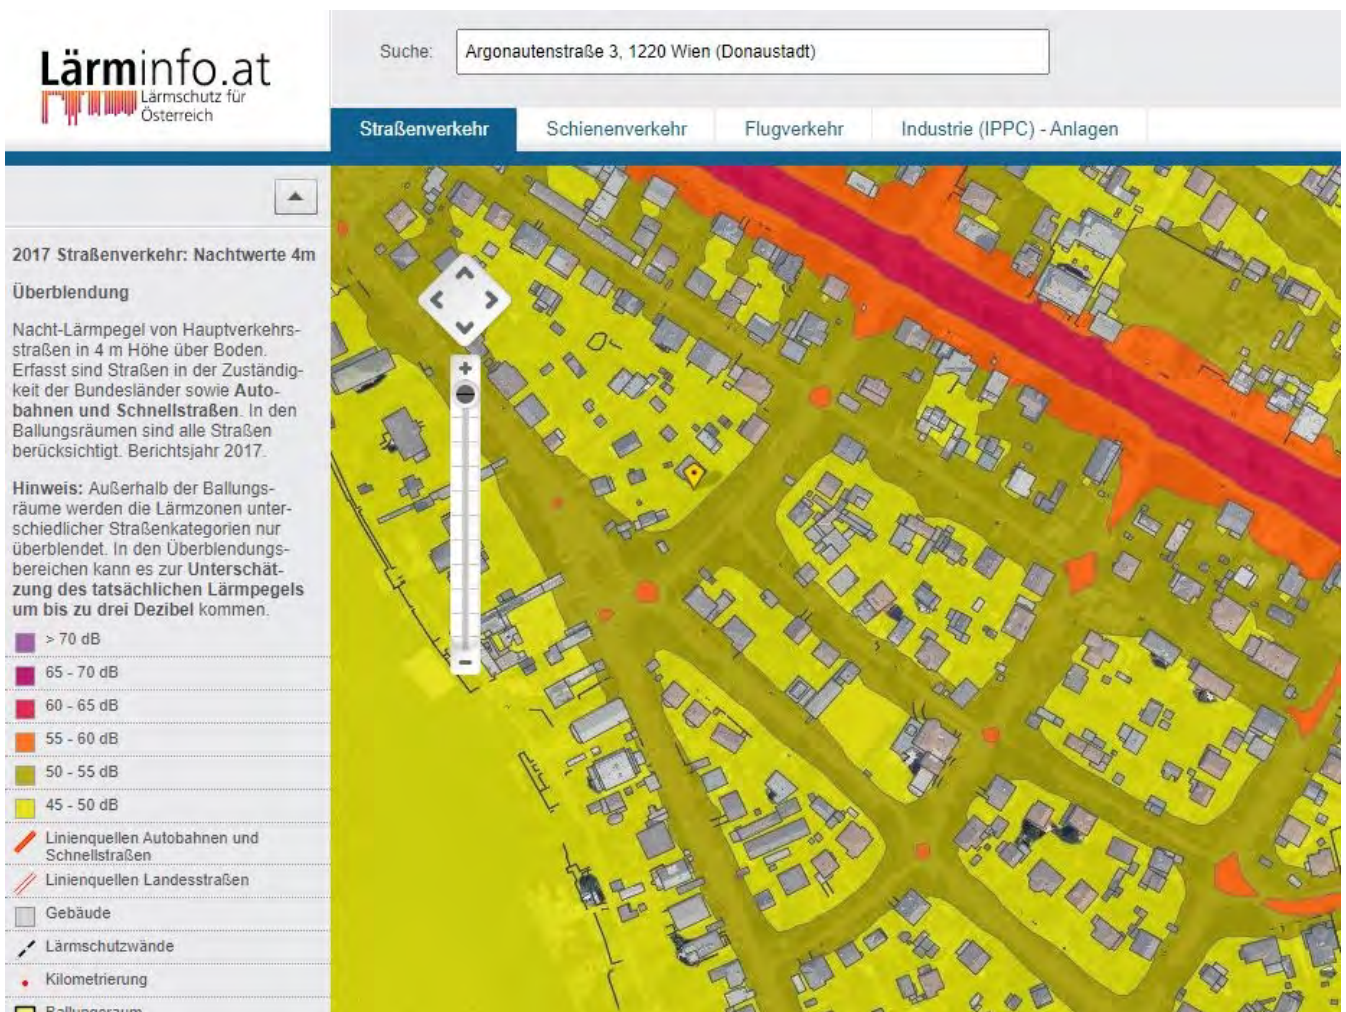 Lärminfo.at
Lärmschutz für
Österreich
Suche:
Argonautenstraße 3, 1220 Wien (Donaustadt)
Straßenverkehr
Schienenverkehr
Flugverkehr
Industrie (IPPC) - Anlagen
2017 Straßenverkehr: Nachtwerte 4m
Überblendung
Nacht-Lärmpegel von Hauptverkehrs-
straßen in 4 m Höhe über Boden.
Erfasst sind Straßen in der Zuständig-
keit der Bundesländer sowie Auto-
bahnen und Schnellstraßen. In den
Ballungsräumen sind alle Straßen
berücksichtigt. Berichtsjahr 2017.
Hinweis: Außerhalb der Ballungs-
räume werden die Lärmzonen unter-
schiedlicher Straßenkategorien nur
überblendet. In den Überblendungs-
bereichen kann es zur Unterschät-
zung des tatsächlichen Lärmpegels
um bis zu drei Dezibel kommen.
> 70 dB
65 - 70 dB
60 - 65 dB
55 - 60 dB
50 - 55 dB
45 - 50 dB
Linienquellen Autobahnen und
Schnellstraßen
Linienquellen Landesstraßen
Gebäude
Lärmschutzwände
Kilometrierung
Ballungsraum